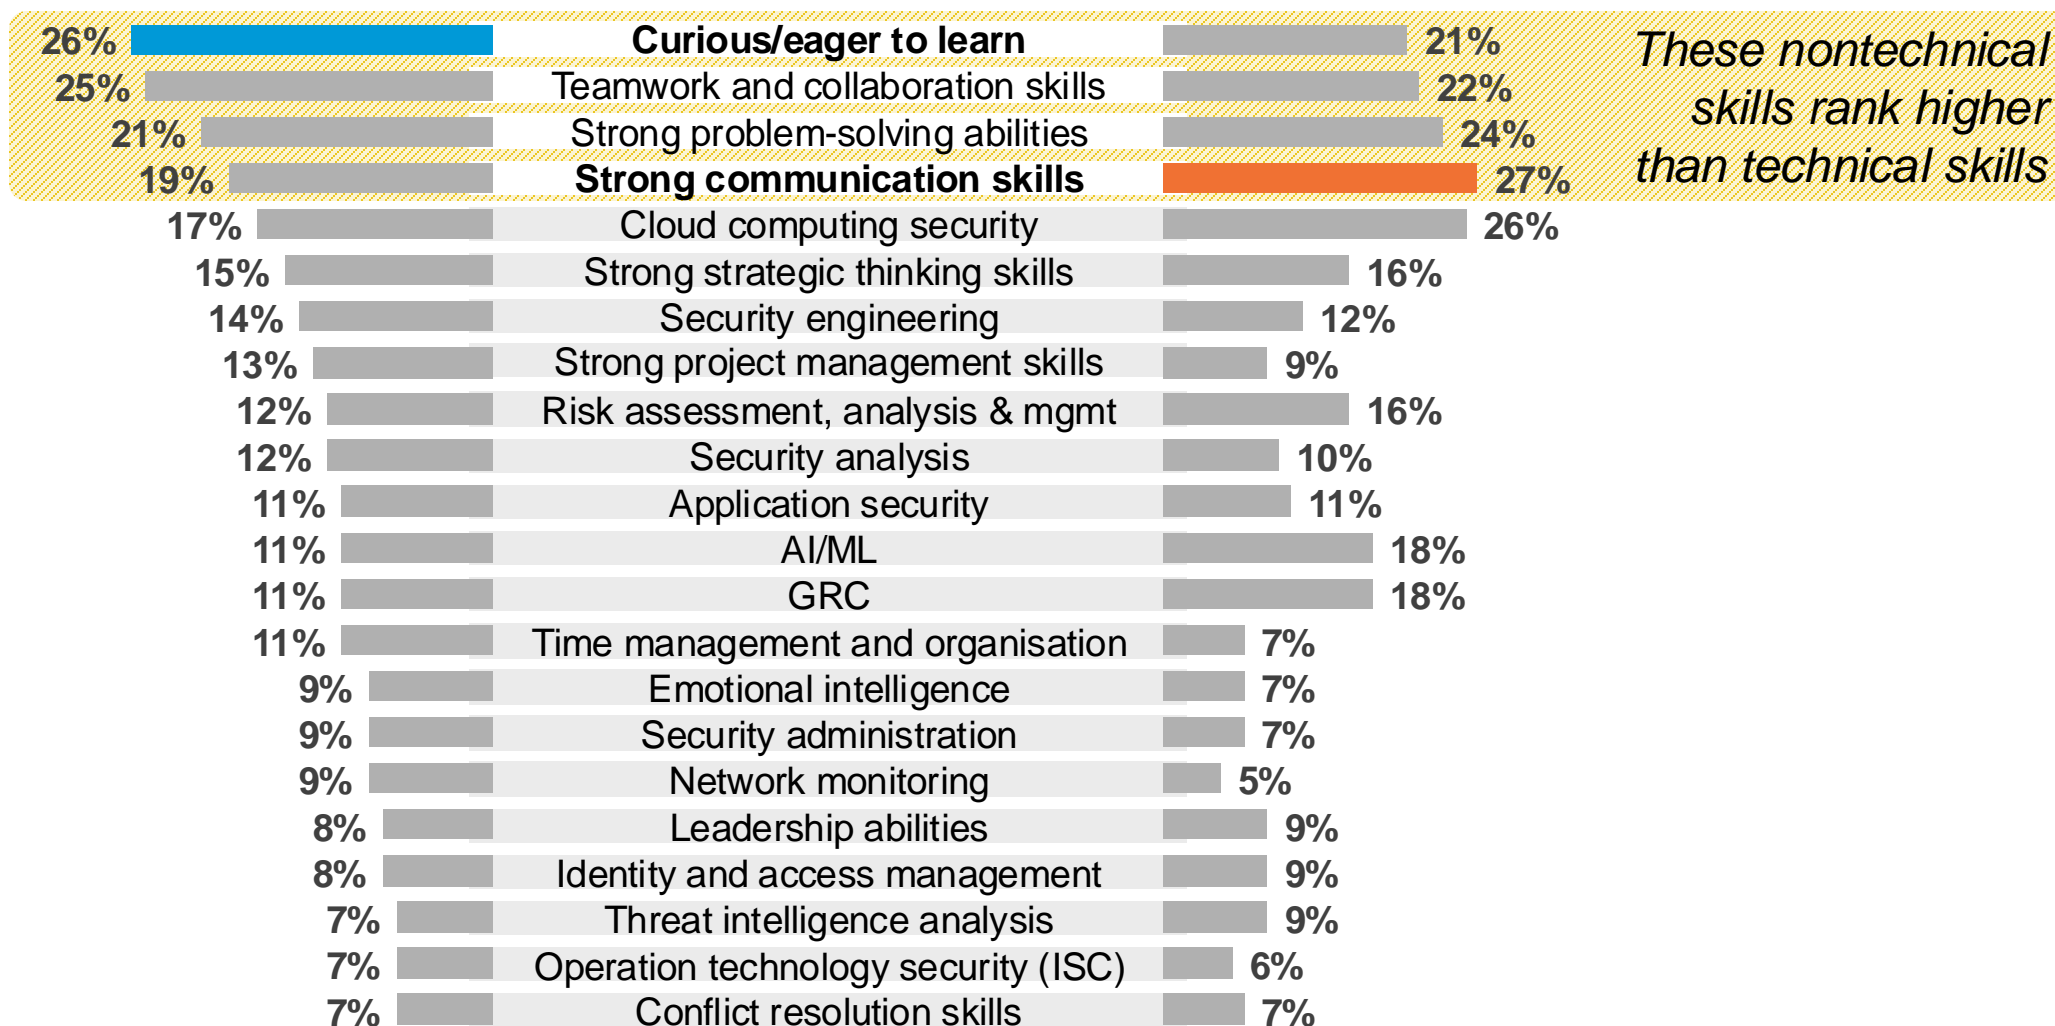 26% Curious/eager to learn 21%
25% Teamwork and collaboration skills 22%
21% Strong problem-solving abilities 24%
19% Strong communication skills 27%
These nontechnical
skills rank higher
than technical skills
17% Cloud computing security 26%
15% Strong strategic thinking skills 16%
14% Security engineering 12%
13% Strong project management skills 9%
12% Risk assessment, analysis & mgmt 16%
12% Security analysis 10%
11% Application security 11%
11% AI/ML 18%
11% GRC 18%
11% Time management and organisation 7%
9% Emotional intelligence 7%
9% Security administration 7%
9% Network monitoring 5%
8% Leadership abilities 9%
8% Identity and access management 9%
7% Threat intelligence analysis 9%
7% Operation technology security (ISC) 6%
7% Conflict resolution skills 7%